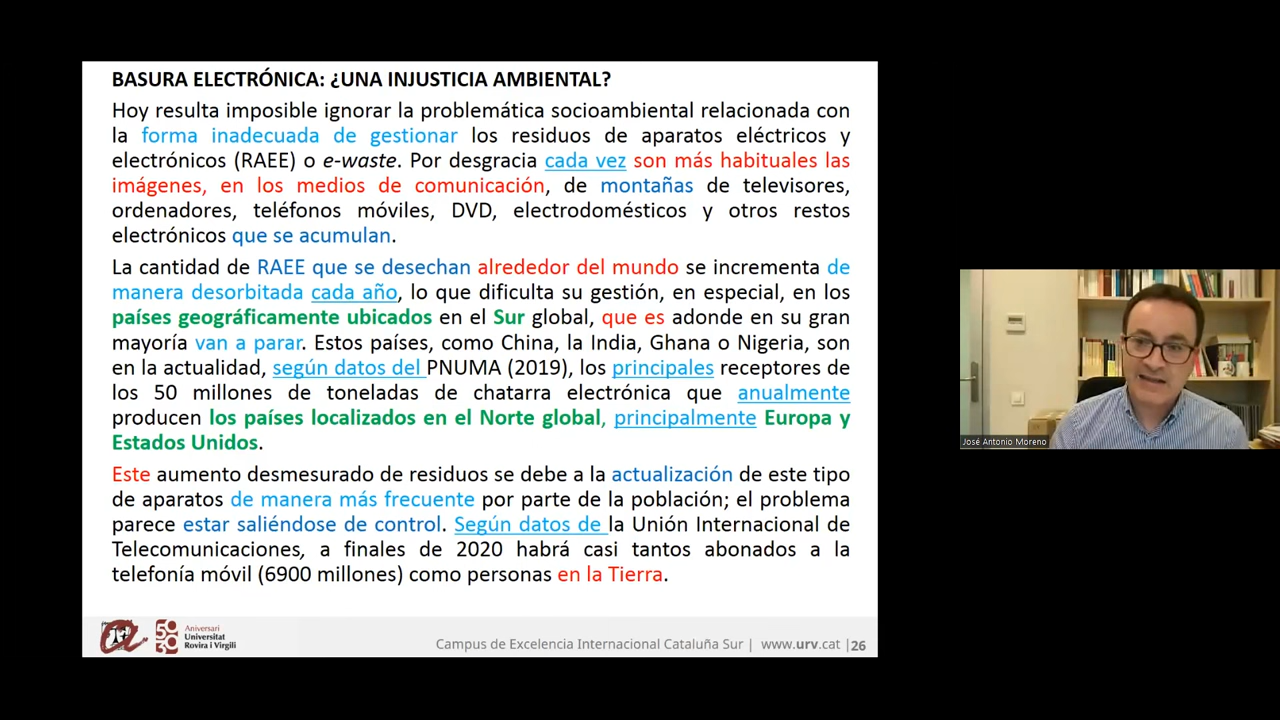 BASURA ELECTRÓNICA: ¿UNA INJUSTICIA AMBIENTAL?
Hoy resulta imposible ignorar la problemática socioambiental relacionada con
la forma inadecuada de gestionar los residuos de aparatos eléctricos y
electrónicos (RAEE) o e-waste. Por desgracia cada vez son más habituales las
imágenes, en los medios de comunicación, de montañas de televisores,
ordenadores, teléfonos móviles, DVD, electrodomésticos y otros restos
electrónicos que se acumulan.
La cantidad de RAEE que se desechan alrededor del mundo se incrementa de
manera desorbitada cada año, lo que dificulta su gestión, en especial, en los
países geográficamente ubicados en el Sur global, que es adonde en su gran
mayoría van a parar. Estos países, como China, la India, Ghana o Nigeria, son
en la actualidad, según datos del PNUMA (2019), los principales receptores de
los 50 millones de toneladas de chatarra electrónica que anualmente
producen los países localizados en el Norte global, principalmente Europa y
Estados Unidos.
Este aumento desmesurado de residuos se debe a la actualización de este tipo
de aparatos de manera más frecuente por parte de la población; el problema
parece estar saliéndose de control. Según datos de la Unión Internacional de
Telecomunicaciones, a finales de 2020 habrá casi tantos abonados a la
telefonía móvil (6900 millones) como personas en la Tierra.
Aniversari
Universitat
Rovira i Virgili
Campus de Excelencia Internacional Cataluña Sur | www.urv.cat |26
José Antonio Moreno